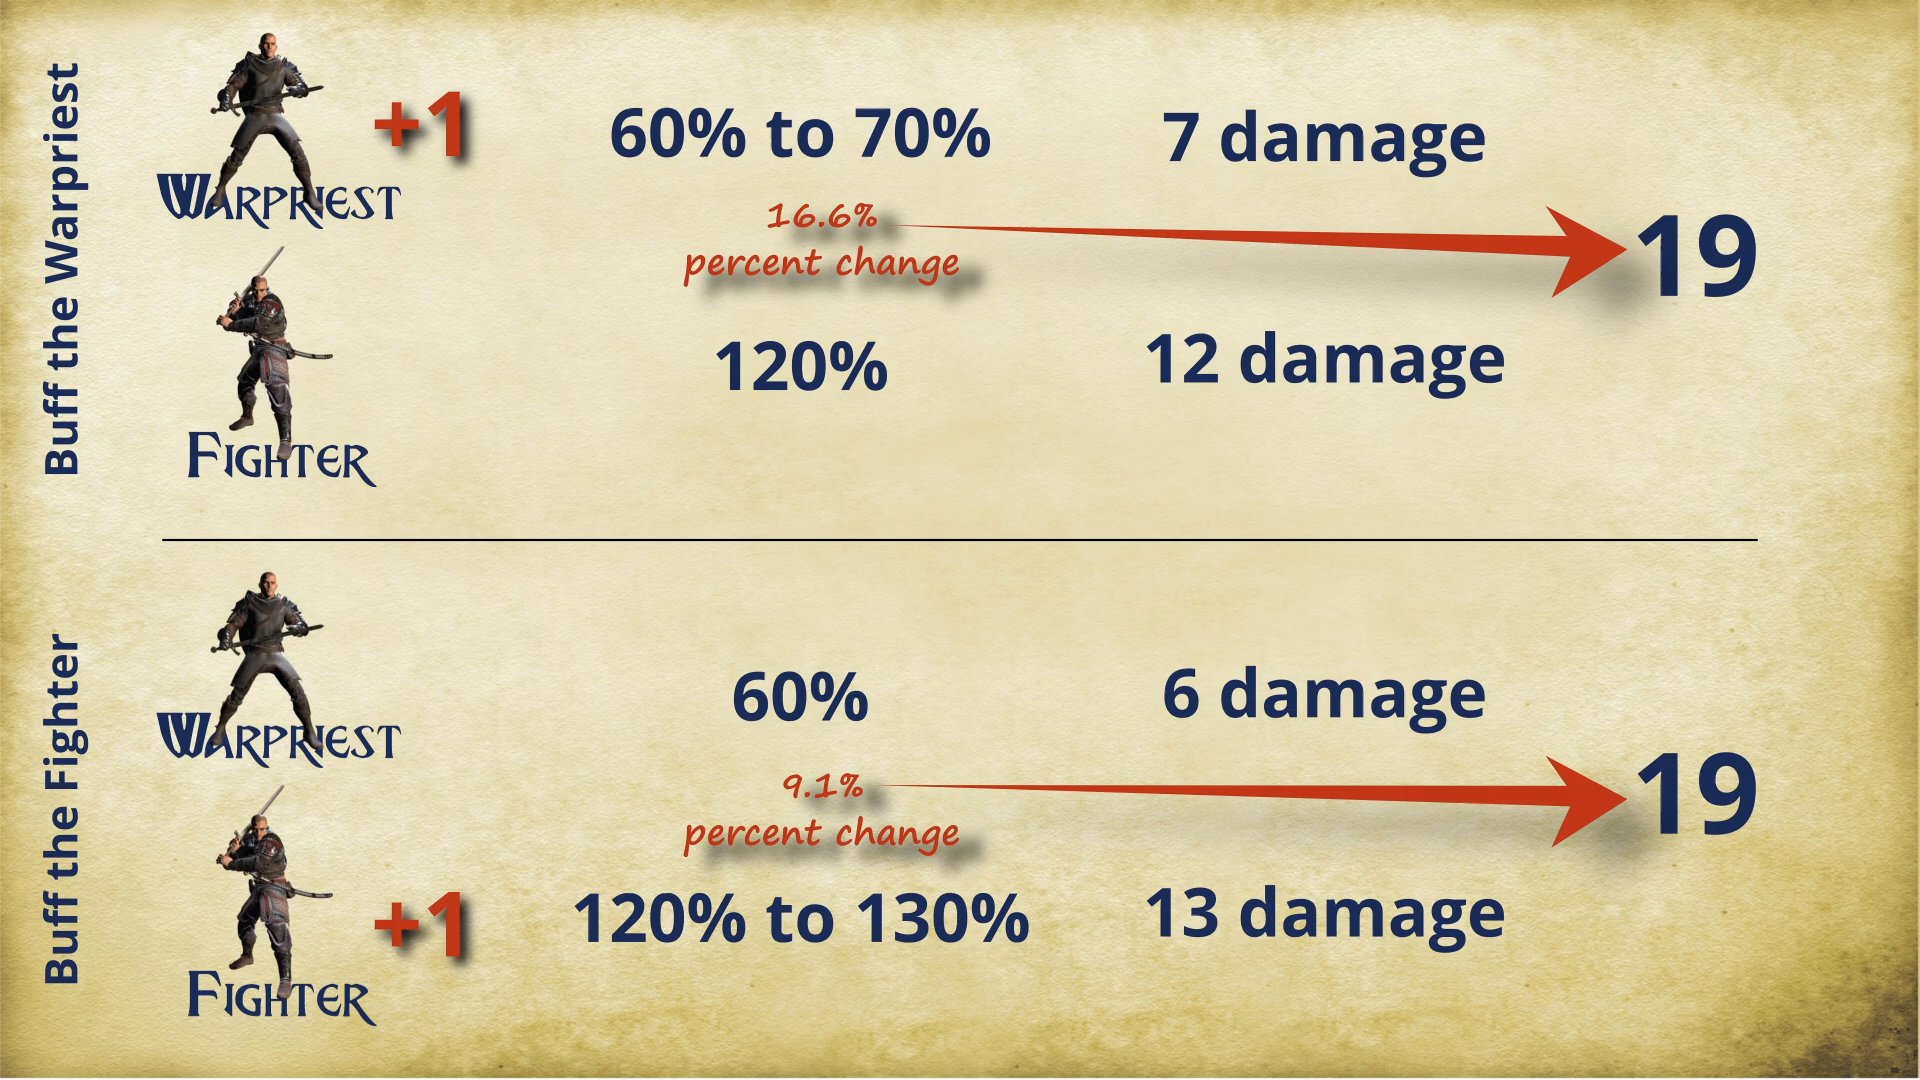 Buff the Warpriest
+1
60% to 70%
7 damage
WARPRIEST
16.6%
percent change
19
120%
12 damage
FIGHTER
Buff the Fighter
60%
6 damage
WARPRIEST
9.1%
percent change
19
+1
120% to 130%
13 damage
FIGHTER